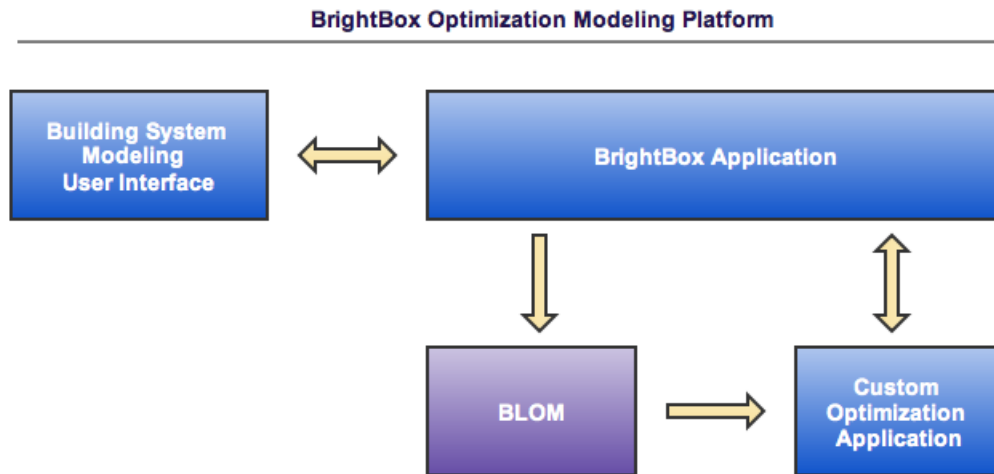 BrightBox Optimization Modeling Platform
Building System
Modeling
User Interface
BrightBox Application
BLOM
Custom
Optimization
Application